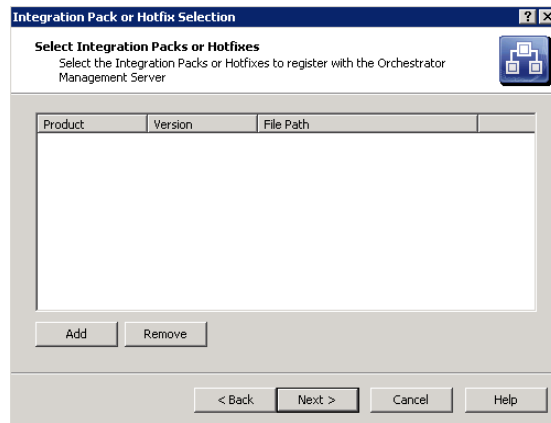 Integration Pack or Hotfix Selection
Select Integration Packs or Hotfixes
Select the Integration Packs or Hotfixes to register with the Orchestrator
Management Server
Product Version File Path
Add Remove
< Back Next > Cancel Help